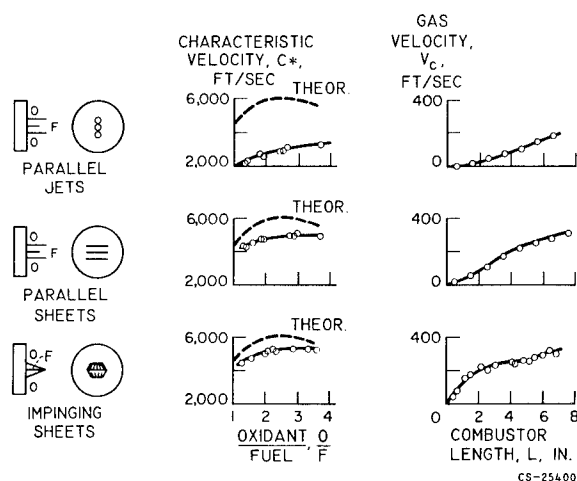 CHARACTERISTIC
VELOCITY, C*,
FT/SEC
GAS
VELOCITY,
Vc,
FT/SEC
O
F
O
PARALLEL
JETS
6,000
2,000
THEOR.
400
0
O
F
O
PARALLEL
SHEETS
6,000
2,000
THEOR.
400
0
O
F
O
IMPINGING
SHEETS
6,000
2,000
THEOR.
400
0
1 2 3 4
OXIDANT O
FUEL , F
0 2 4 6 8
COMBUSTOR
LENGTH, L, IN.
CS-25400